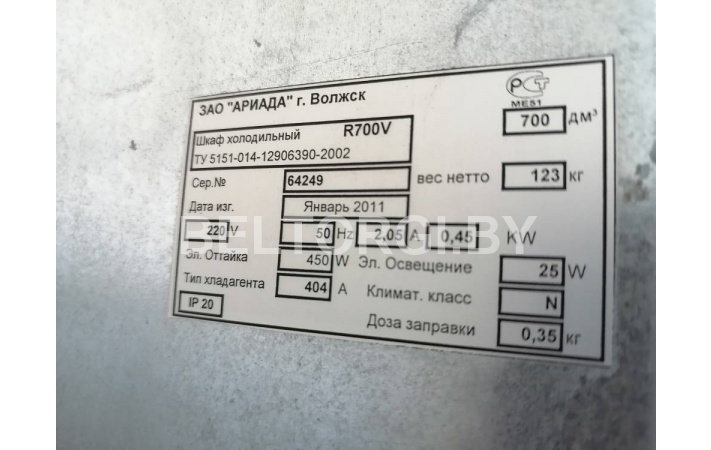 ЗАО "АРИАДА" г. Волжск
РСТ
МЕ51
Шкаф холодильный R700V 700 дм³
ТУ 5151-014-12906390-2002
Сер.№ 64249 вес нетто 123 кг
Дата изг. Январь 2011
220 V 50 Hz 2,05 A 0,45 KW
Эл. Оттайка 450 W Эл. Освещение 25 W
Тип хладагента 404 A Климат. класс N
IP 20 Доза заправки 0,35 кг
BELTORGI.BY